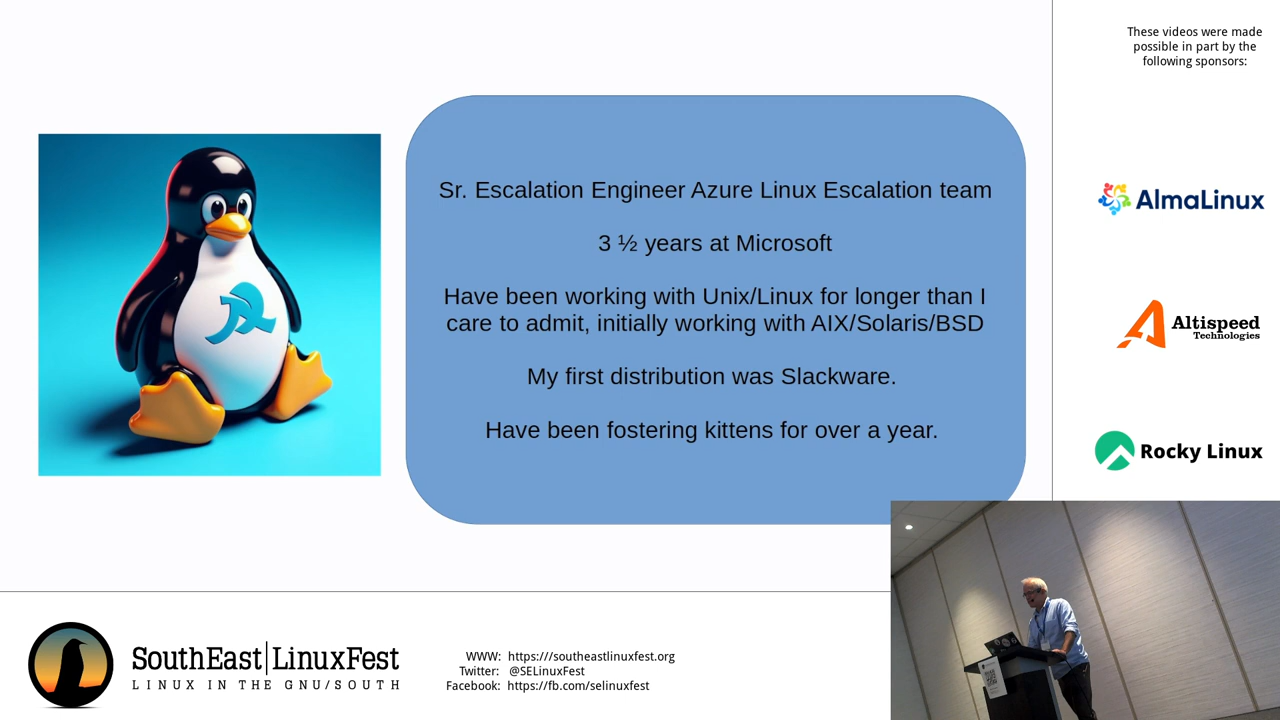 These videos were made
possible in part by the
following sponsors:
Sr. Escalation Engineer Azure Linux Escalation team
3 ½ years at Microsoft
Have been working with Unix/Linux for longer than I
care to admit, initially working with AIX/Solaris/BSD
My first distribution was Slackware.
Have been fostering kittens for over a year.
AlmaLinux
Altispeed
Technologies
Rocky Linux
SouthEast|LinuxFest
LINUX IN THE GNU/SOUTH
WWW: https:///southeastlinuxfest.org
Twitter: @SELinuxFest
Facebook: https://fb.com/selinuxfest